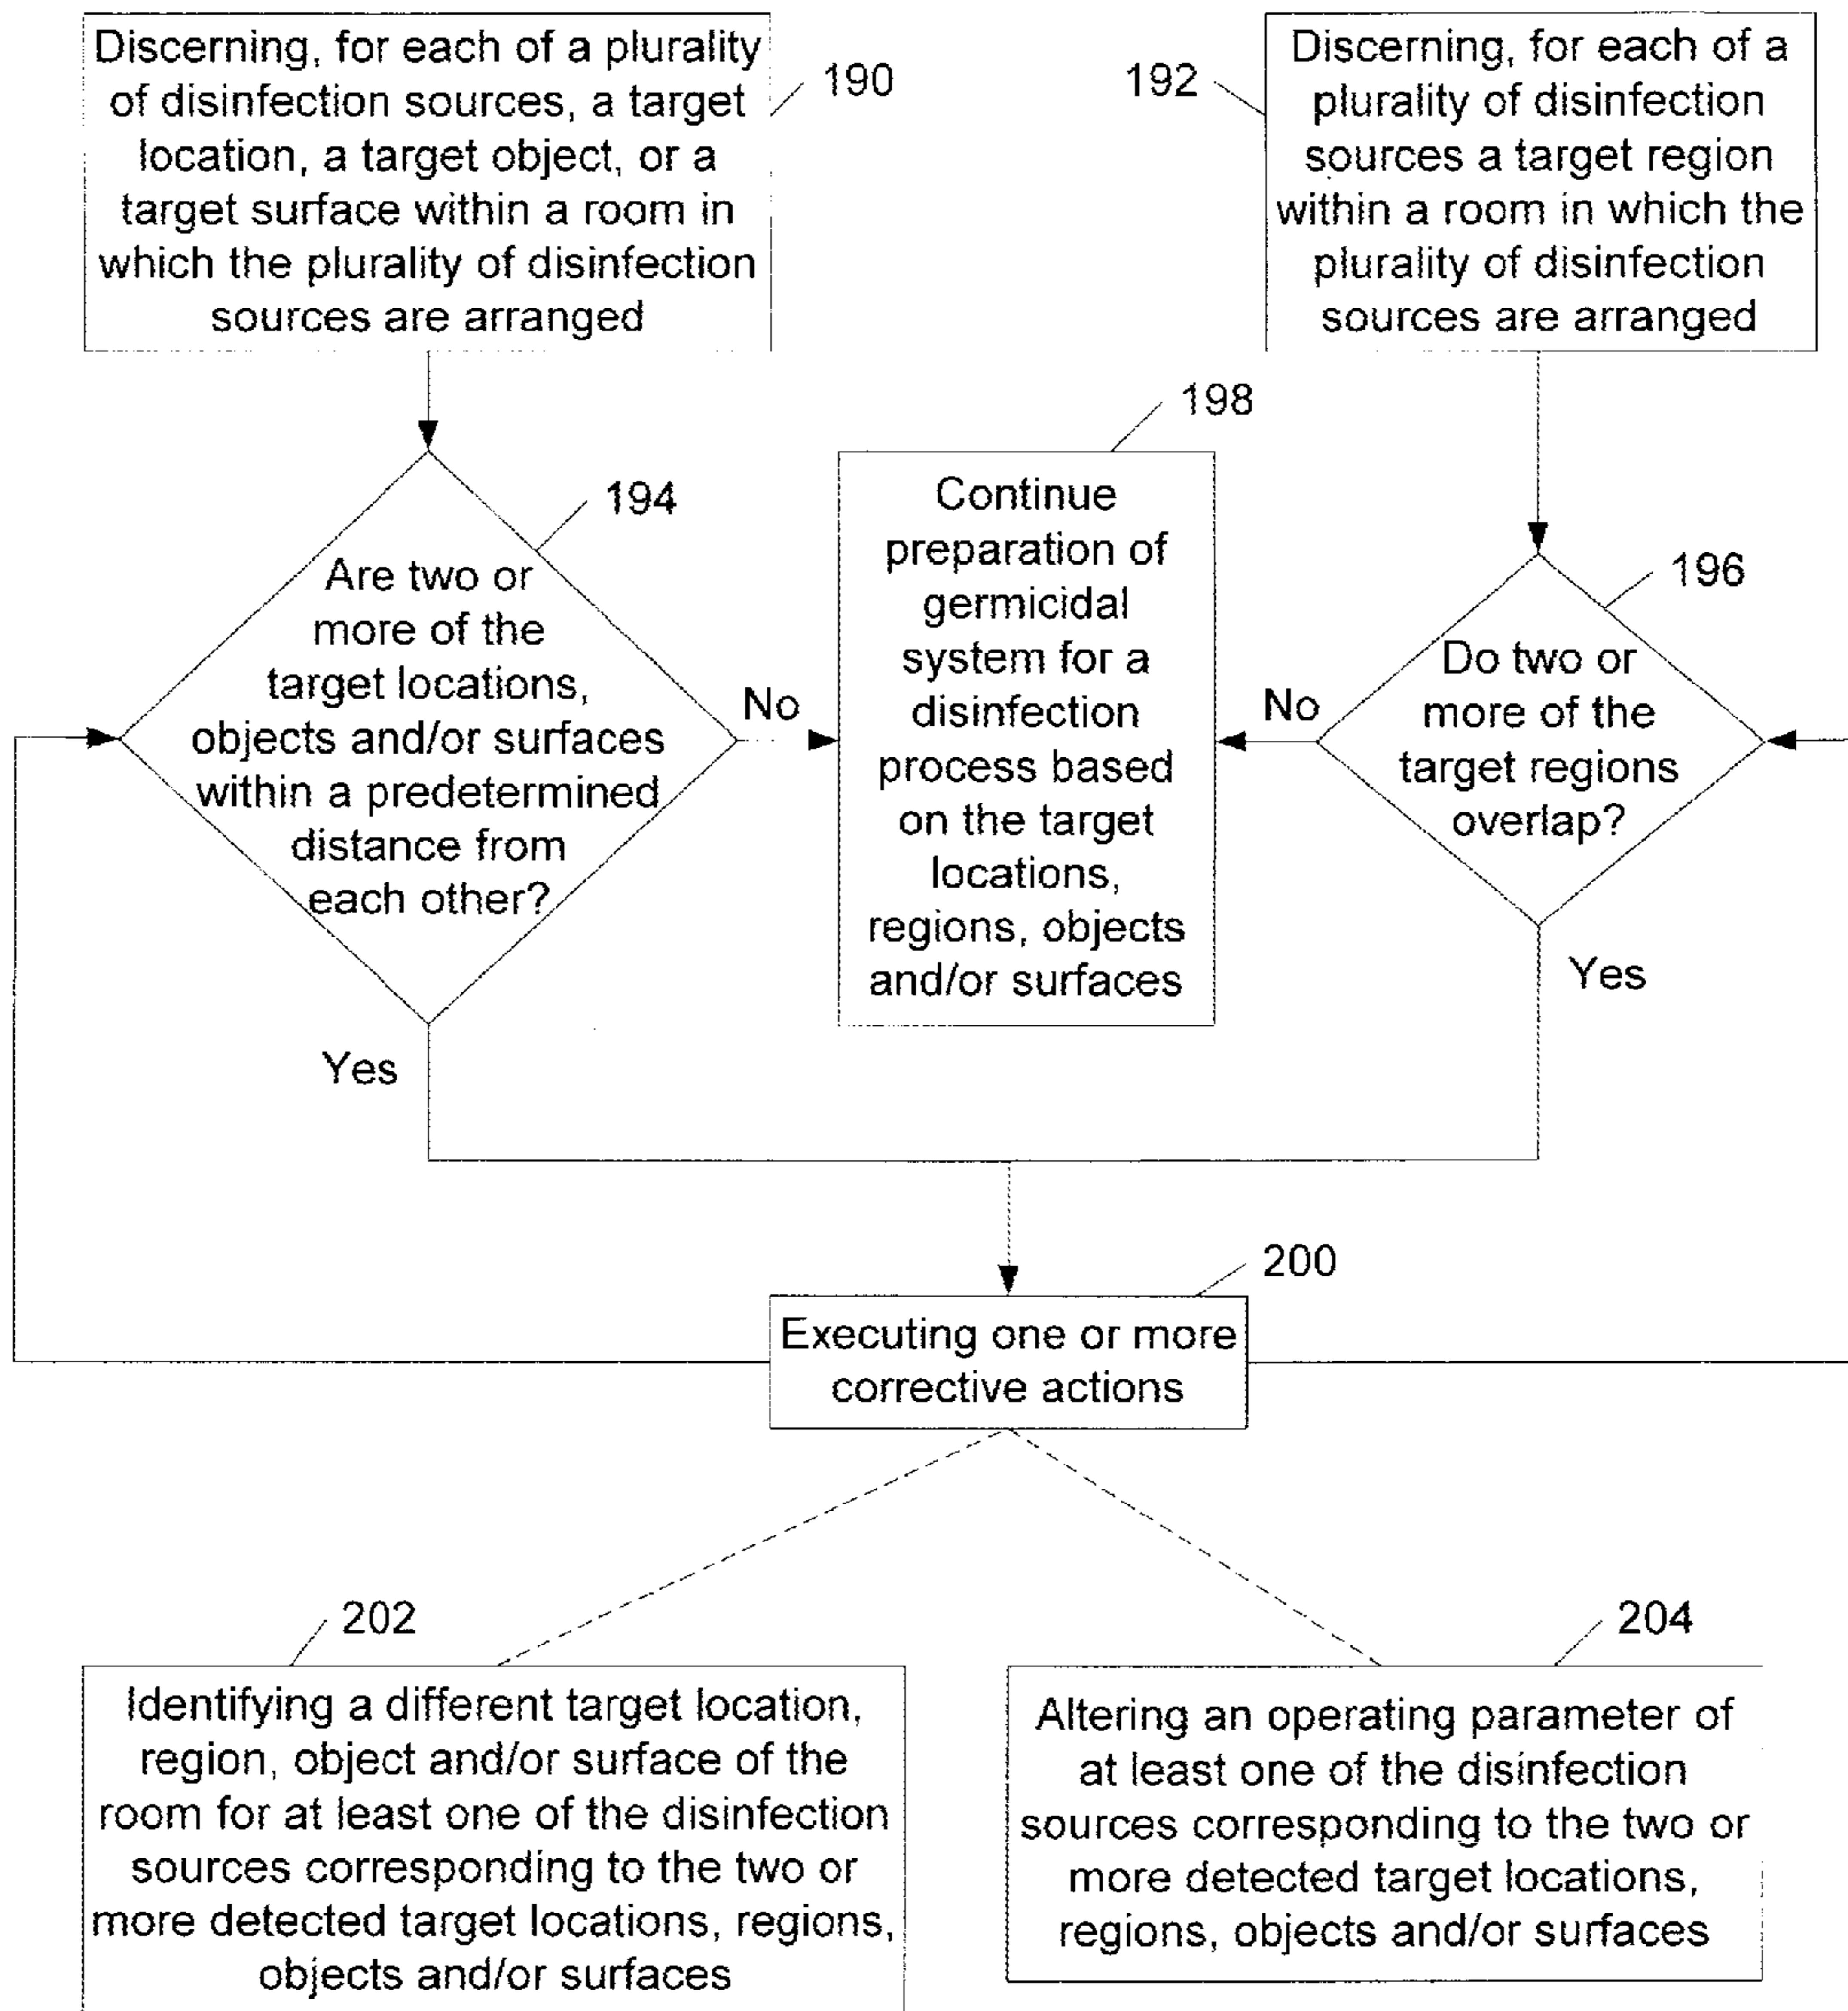 Discerning, for each of a plurality
of disinfection sources, a target
location, a target object, or a
target surface within a room in
which the plurality of disinfection
sources are arranged
190
192
Discerning, for each of a
plurality of disinfection
sources a target region
within a room in which the
plurality of disinfection
sources are arranged
194
Are two or
more of the
target locations,
objects and/or surfaces
within a predetermined
distance from
each other?
No
Yes
198
Continue
preparation of
germicidal
system for a
disinfection
process based
on the target
locations,
regions, objects
and/or surfaces
196
Do two or
more of the
target regions
overlap?
No
Yes
200
Executing one or more
corrective actions
202
Identifying a different target location,
region, object and/or surface of the
room for at least one of the disinfection
sources corresponding to the two or
more detected target locations, regions,
objects and/or surfaces
204
Altering an operating parameter of
at least one of the disinfection
sources corresponding to the two or
more detected target locations,
regions, objects and/or surfaces